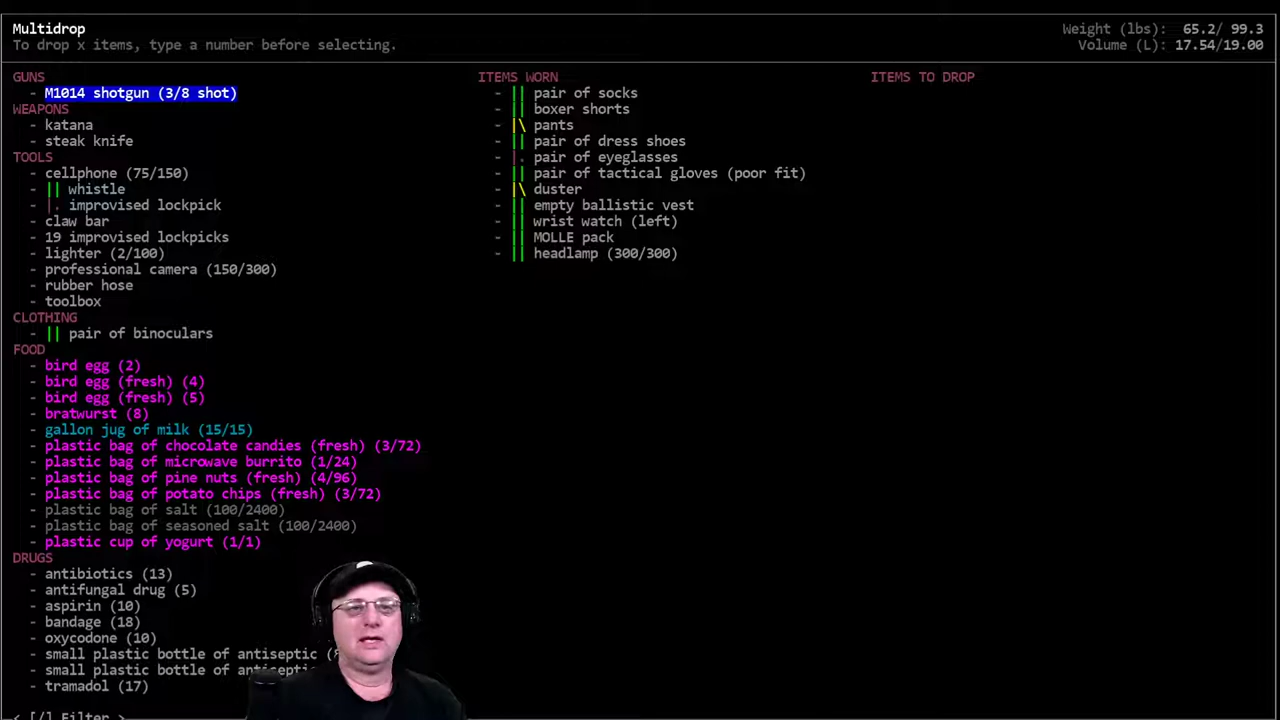 Multidrop
Weight (lbs): 65.2/ 99.3
To drop x items, type a number before selecting.
Volume (L): 17.54/19.00
GUNS
- M1014 shotgun (3/8 shot)
WEAPONS
- katana
- steak knife
TOOLS
- cellphone (75/150)
- || whistle
- |. improvised lockpick
- claw bar
- 19 improvised lockpicks
- lighter (2/100)
- professional camera (150/300)
- rubber hose
- toolbox
CLOTHING
- || pair of binoculars
FOOD
- bird egg (2)
- bird egg (fresh) (4)
- bird egg (fresh) (5)
- bratwurst (8)
- gallon jug of milk (15/15)
- plastic bag of chocolate candies (fresh) (3/72)
- plastic bag of microwave burrito (1/24)
- plastic bag of pine nuts (fresh) (4/96)
- plastic bag of potato chips (fresh) (3/72)
- plastic bag of salt (100/2400)
- plastic bag of seasoned salt (100/2400)
- plastic cup of yogurt (1/1)
DRUGS
- antibiotics (13)
- antifungal drug (5)
- aspirin (10)
- bandage (18)
- oxycodone (10)
- small plastic bottle of antiseptic
- small plastic bottle of antiseptic
- tramadol (17)
< [/] Filter >
ITEMS WORN
- || pair of socks
- || boxer shorts
- |\ pants
- || pair of dress shoes
- |. pair of eyeglasses
- || pair of tactical gloves (poor fit)
- |\ duster
- || empty ballistic vest
- || wrist watch (left)
- || MOLLE pack
- || headlamp (300/300)
ITEMS TO DROP